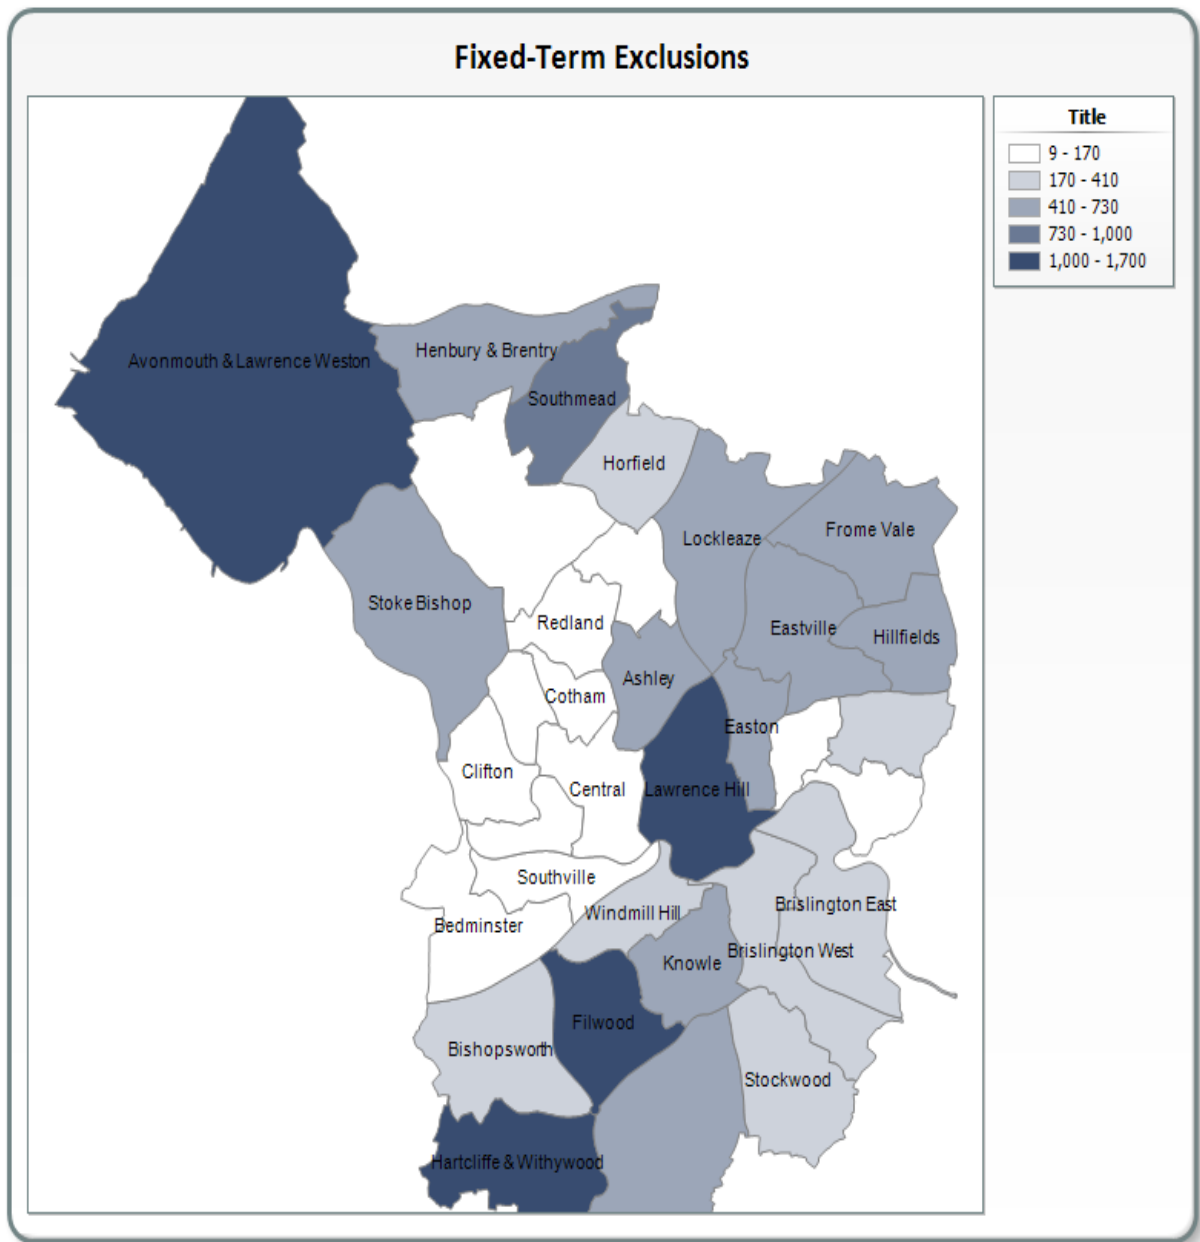 Fixed-Term Exclusions
Title
9 - 170
170 - 410
410 - 730
730 - 1,000
1,000 - 1,700
Avonmouth & Lawrence Weston
Henbury & Brentry
Southmead
Horfield
Lockleaze
Frome Vale
Stoke Bishop
Redland
Eastville
Hillfields
Ashley
Cotham
Easton
Clifton
Central
Lawrence Hill
Southville
Windmill Hill
Brislington East
Bedminster
Brislington West
Knowle
Filwood
Bishopsworth
Stockwood
Hartcliffe & Withywood